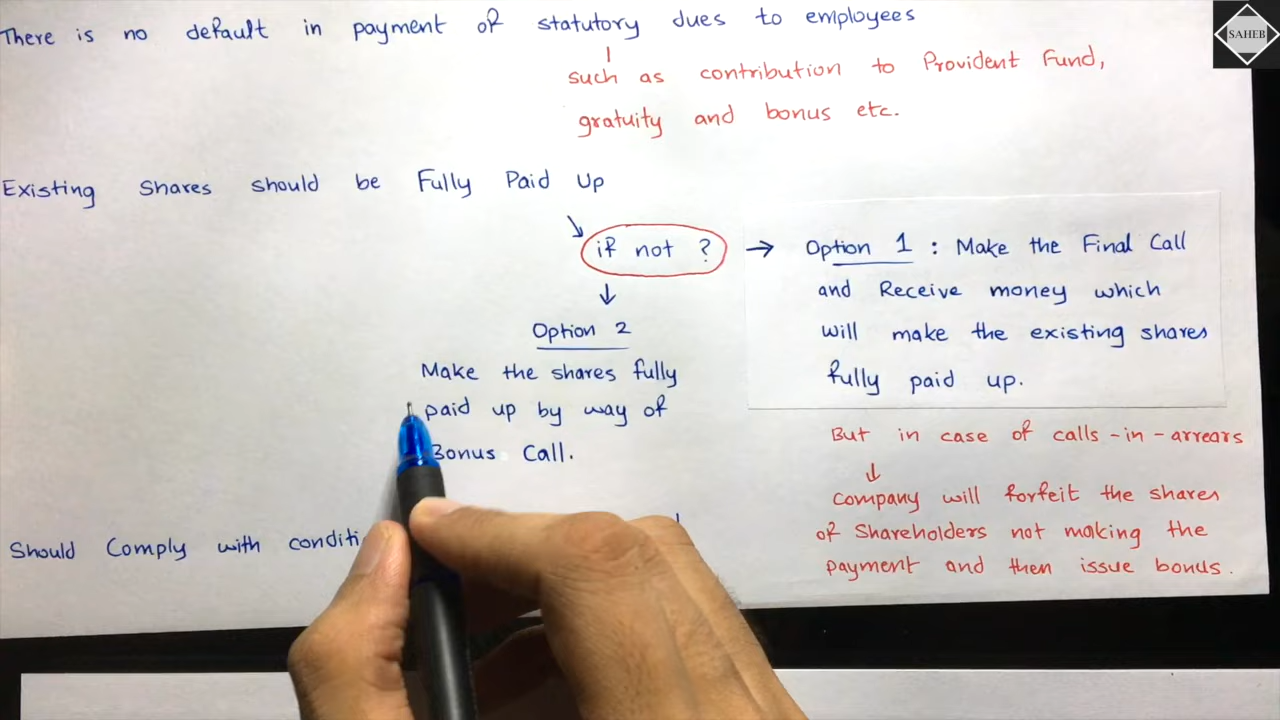 SAHEB
There is no default in payment of statutory dues to employees
such as contribution to Provident Fund,
gratuity and bonus etc.
Existing shares should be Fully Paid Up
if not ?
Option 1 : Make the Final Call
and Receive money which
will make the existing shares
fully paid up.
Option 2
Make the shares fully
paid up by way of
Bonus Call.
But in case of calls-in-arrears
company will forfeit the shares
of Shareholders not making the
payment and then issue bonus.
Should Comply with